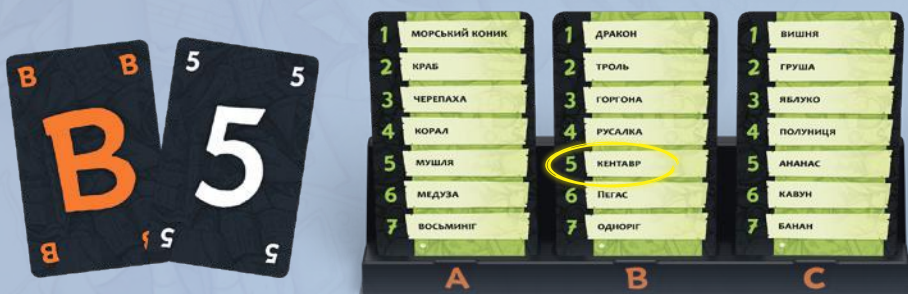 B B
B
B B
5 5
5
5 5
1 МОРСЬКИЙ КОНИК
2 КРАБ
3 ЧЕРЕПАХА
4 КОРАЛ
5 МУШЛЯ
6 МЕДУЗА
7 ВОСЬМИНІГ
A
1 ДРАКОН
2 ТРОЛЬ
3 ГОРГОНА
4 РУСАЛКА
5 КЕНТАВР
6 ПЕГАС
7 ОДНОРІГ
B
1 ВИШНЯ
2 ГРУША
3 ЯБЛУКО
4 ПОЛУНИЦЯ
5 АНАНАС
6 КАВУН
7 БАНАН
C